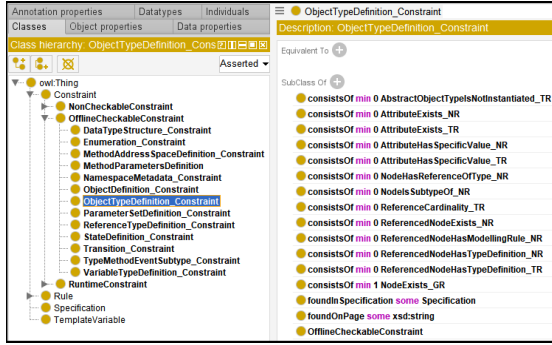 Annotation properties Datatypes Individuals
Classes Object properties Data properties
Class hierarchy: ObjectTypeDefinition_Cons
Asserted
owl:Thing
Constraint
NonCheckableConstraint
OfflineCheckableConstraint
DataTypeStructure_Constraint
Enumeration_Constraint
MethodAddressSpaceDefinition_Constraint
MethodParametersDefinition
NamespaceMetadata_Constraint
ObjectDefinition_Constraint
ObjectTypeDefinition_Constraint
ParameterSetDefinition_Constraint
ReferenceTypeDefinition_Constraint
StateDefinition_Constraint
Transition_Constraint
TypeMethodEventSubtype_Constraint
VariableTypeDefinition_Constraint
RuntimeConstraint
Rule
Specification
TemplateVariable
ObjectTypeDefinition_Constraint
Description: ObjectTypeDefinition_Constraint
Equivalent To
SubClass Of
consistsOf min 0 AbstractObjectTypeIsNotInstantiated_TR
consistsOf min 0 AttributeExists_NR
consistsOf min 0 AttributeExists_TR
consistsOf min 0 AttributeHasSpecificValue_NR
consistsOf min 0 AttributeHasSpecificValue_TR
consistsOf min 0 NodeHasReferenceOfType_NR
consistsOf min 0 NodeIsSubtypeOf_NR
consistsOf min 0 ReferenceCardinality_TR
consistsOf min 0 ReferencedNodeExists_NR
consistsOf min 0 ReferencedNodeHasModellingRule_NR
consistsOf min 0 ReferencedNodeHasTypeDefinition_NR
consistsOf min 0 ReferencedNodeHasTypeDefinition_TR
consistsOf min 1 NodeExists_GR
foundInSpecification some Specification
foundOnPage some xsd:string
OfflineCheckableConstraint